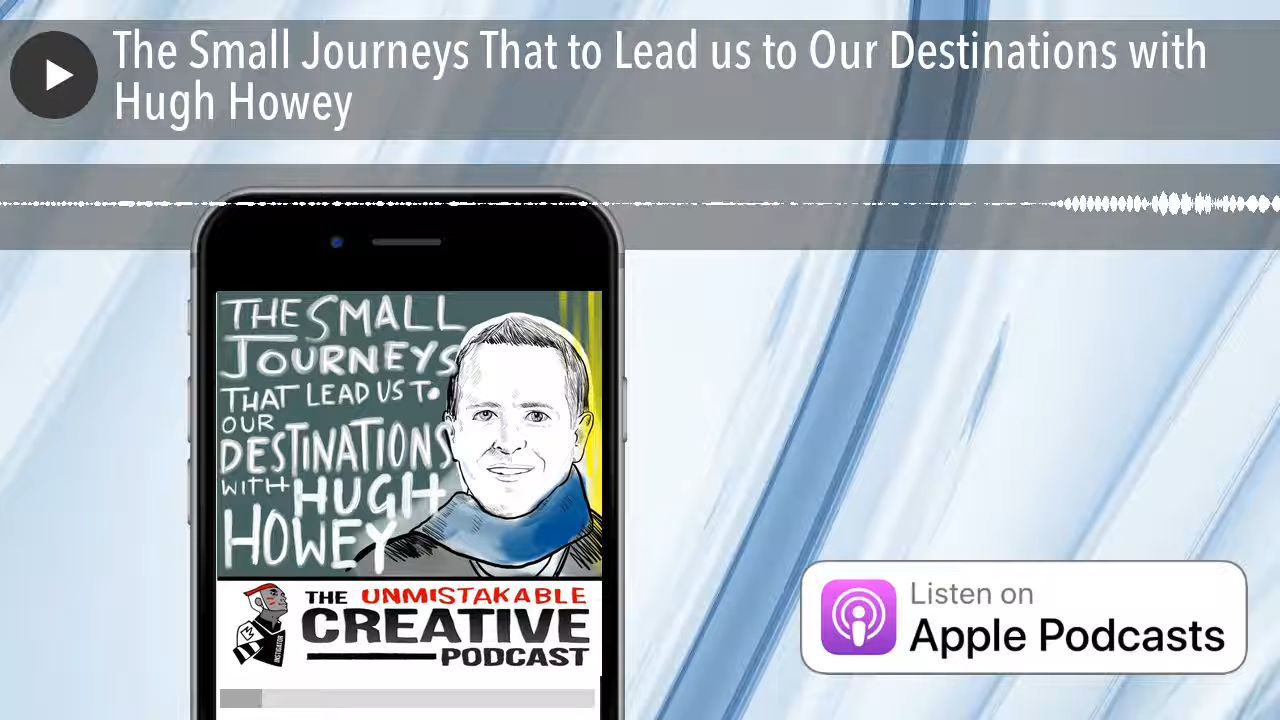 The Small Journeys That to Lead us to Our Destinations with
Hugh Howey
THE SMALL
JOURNEYS
THAT LEAD US TO
OUR
DESTINATIONS
WITH HUGH
HOWEY
THE UNMISTAKABLE
CREATIVE
PODCAST
INSTIGATOR
Listen on
Apple Podcasts